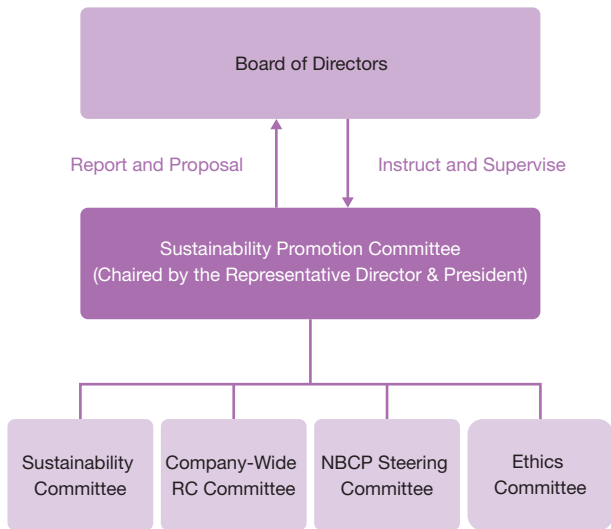 Board of Directors
Report and Proposal
Instruct and Supervise
Sustainability Promotion Committee
(Chaired by the Representative Director & President)
Sustainability
Committee
Company-Wide
RC Committee
NBCP Steering
Committee
Ethics
Committee